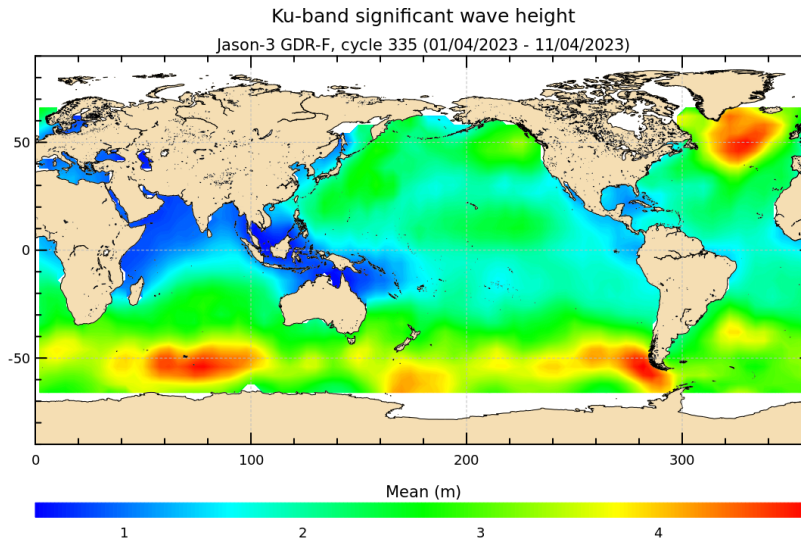 Ku-band significant wave height
Jason-3 GDR-F, cycle 335 (01/04/2023 - 11/04/2023)
50
0
-50
0 100 200 300
Mean (m)
1 2 3 4